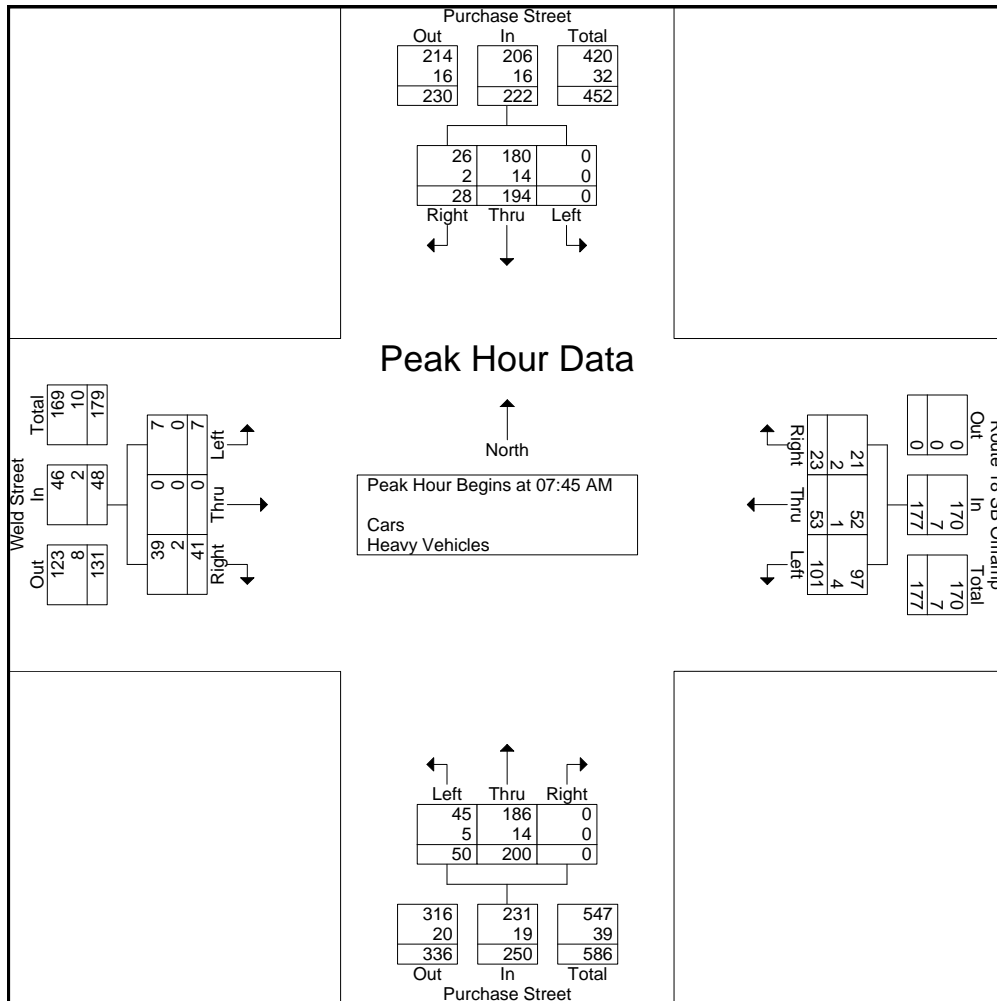 Purchase Street
Out In Total
214 206 420
16 16 32
230 222 452
26 180 0
2 14 0
28 194 0
Right Thru Left
Peak Hour Data
North
Peak Hour Begins at 07:45 AM
Cars
Heavy Vehicles
Weld Street
Total In Out
169 46 123
10 2 8
179 48 131
7 0 39
0 0 2
7 0 41
Left Thru Right
Route 18 SB Offramp
Out In Total
0 170 170
0 7 7
0 177 177
21 52 97
2 1 4
23 53 101
Right Thru Left
Left Thru Right
45 186 0
5 14 0
50 200 0
316 231 547
20 19 39
336 250 586
Out In Total
Purchase Street